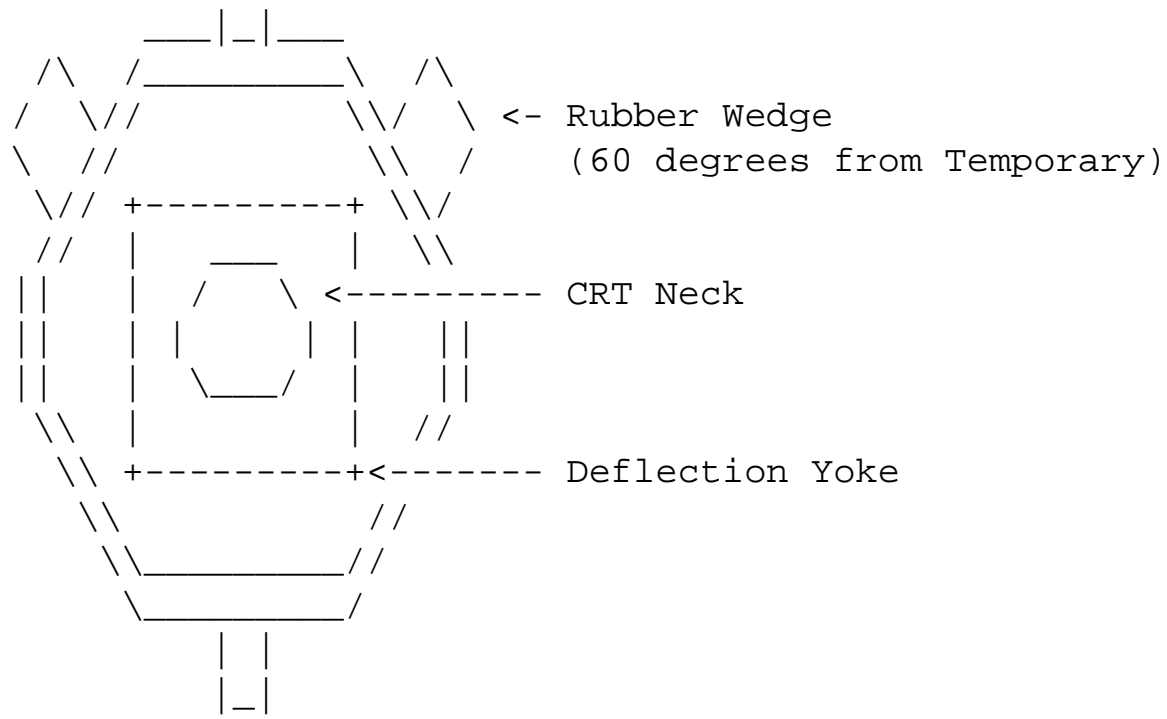 <- Rubber Wedge
(60 degrees from Temporary)
<--------- CRT Neck
<------- Deflection Yoke